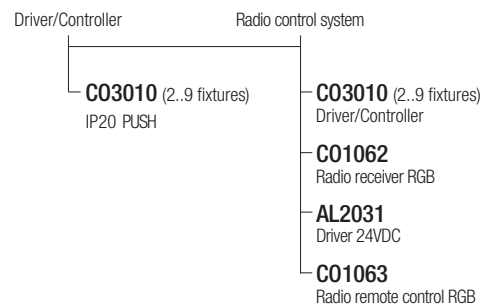 Driver/Controller
Radio control system
CO3010 (2..9 fixtures)
IP20 PUSH
CO3010 (2..9 fixtures)
Driver/Controller
CO1062
Radio receiver RGB
AL2031
Driver 24VDC
CO1063
Radio remote control RGB